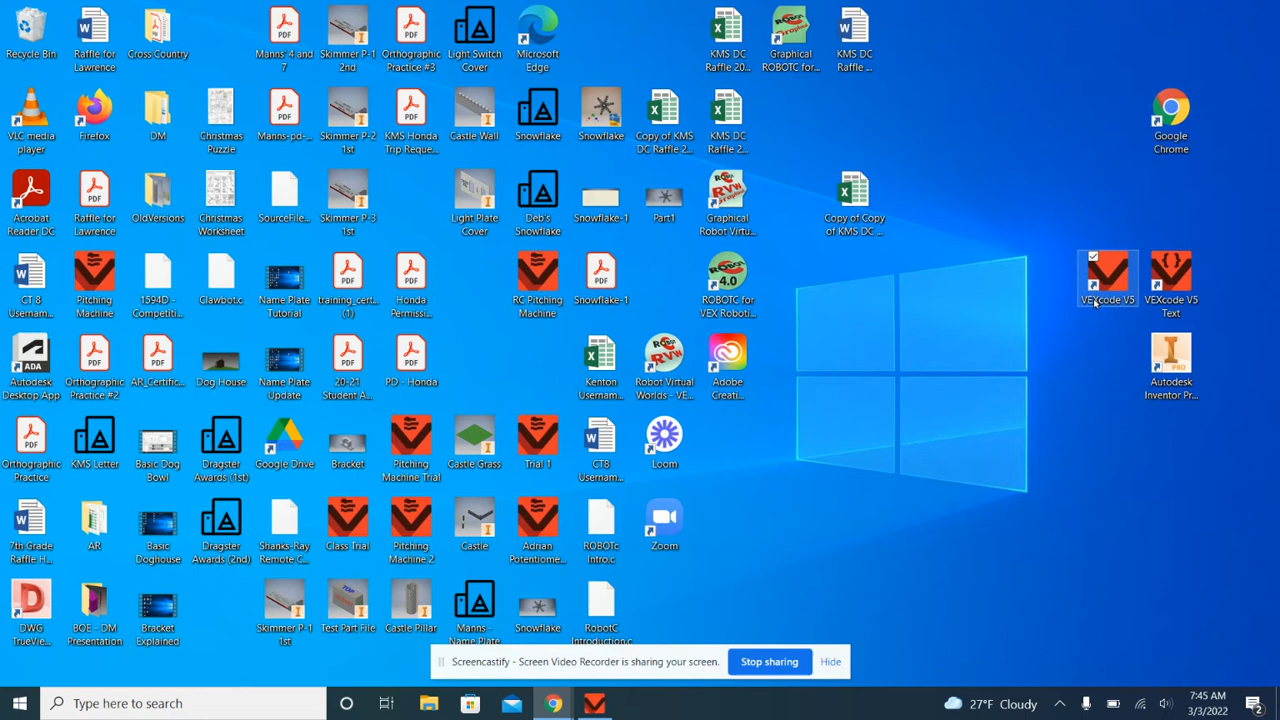 Recycle Bin
Raffle for
Lawrence
Cross Country
Manns' 4 and
7
Skimmer P-1
2nd
Orthographic
Practice #3
Light Switch
Cover
Microsoft
Edge
KMS DC
Raffle 20...
Graphical
ROBOTC for...
KMS DC
Raffle ...
VLC media
player
Firefox
DM
Christmas
Puzzle
Manns-pd-...
Skimmer P-2
1st
KMS Honda
Trip Reque...
Castle Wall
Snowflake
Snowflake
Copy of KMS
DC Raffle 2...
KMS DC
Raffle 2...
Google
Chrome
Acrobat
Reader DC
Raffle for
Lawrence
OldVersions
Christmas
Worksheet
SourceFile...
Skimmer P-3
1st
Light Plate
Cover
Deb's
Snowflake
Snowflake-1
Part1
Graphical
Robot Virtu...
Copy of Copy
of KMS DC ...
CT 8
Usernam...
Pitching
Machine
1594D -
Competiti...
Clawbot.c
Name Plate
Tutorial
training_cert...
(1)
Honda
Permissi...
RC Pitching
Machine
Snowflake-1
ROBOTC for
VEX Roboti...
VEXcode V5
VEXcode V5
Text
Autodesk
Desktop App
Orthographic
Practice #2
AR_Certific...
Dog House
Name Plate
Update
20-21
Student A...
PD - Honda
Kenton
Usernam...
Robot Virtual
Worlds - VE...
Adobe
Creati...
Autodesk
Inventor Pr...
Orthographic
Practice
KMS Letter
Basic Dog
Bowl
Dragster
Awards (1st)
Google Drive
Bracket
Pitching
Machine Trial
Castle Grass
Trial 1
CT8
Usernam...
Loom
7th Grade
Raffle H...
AR
Basic
Doghouse
Dragster
Awards (2nd)
Shanks-Ray
Remote C...
Class Trial
Pitching
Machine 2
Castle
Adrian
Potentiome...
ROBOTc
Intro.c
Zoom
DWG
TrueVie...
BOE - DM
Presentation
Bracket
Explained
Skimmer P-1
1st
Test Part File
Castle Pillar
Manns -
Name Plate
Snowflake
RobotC
Introduction.c
Screencastify - Screen Video Recorder is sharing your screen.
Stop sharing
Hide
Type here to search
27°F Cloudy
7:45 AM
3/3/2022
2